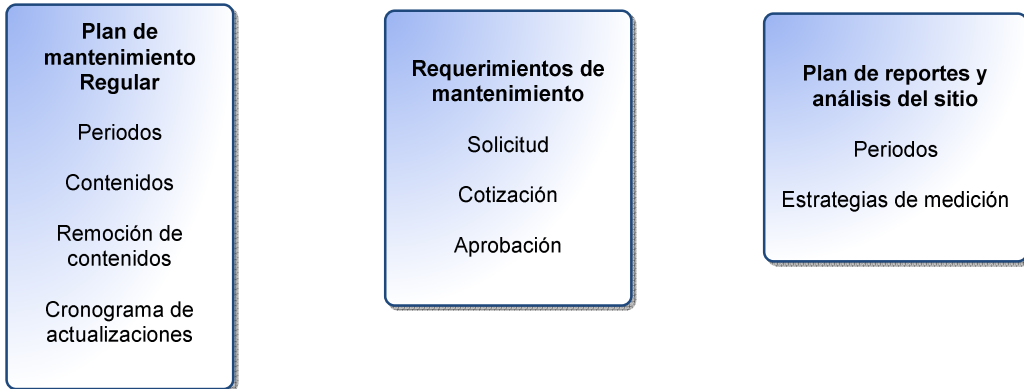 Plan de
mantenimiento
Regular
Periodos
Contenidos
Remoción de
contenidos
Cronograma de
actualizaciones
Requerimientos de
mantenimiento
Solicitud
Cotización
Aprobación
Plan de reportes y
análisis del sitio
Periodos
Estrategias de medición